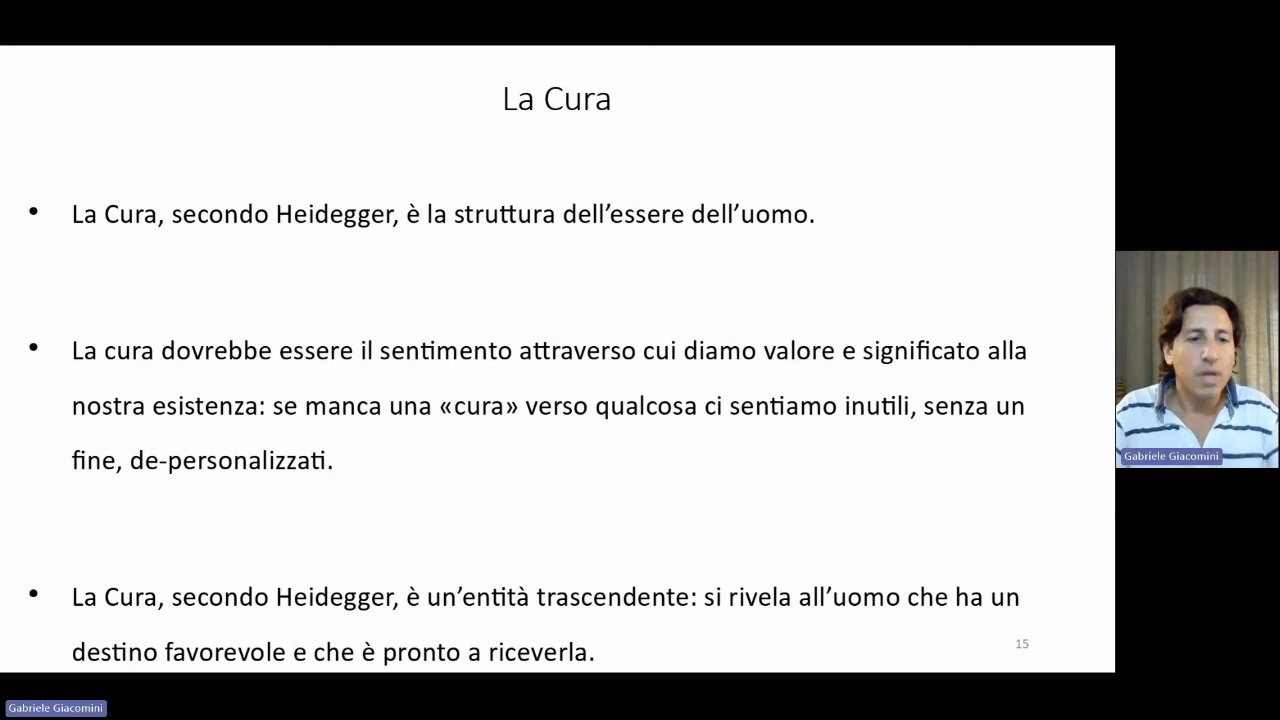 La Cura
• La Cura, secondo Heidegger, è la struttura dell’essere dell’uomo.
• La cura dovrebbe essere il sentimento attraverso cui diamo valore e significato alla
nostra esistenza: se manca una «cura» verso qualcosa ci sentiamo inutili, senza un
fine, de-personalizzati.
• La Cura, secondo Heidegger, è un’entità trascendente: si rivela all’uomo che ha un
destino favorevole e che è pronto a riceverla.
15
Gabriele Giacomini
Gabriele Giacomini